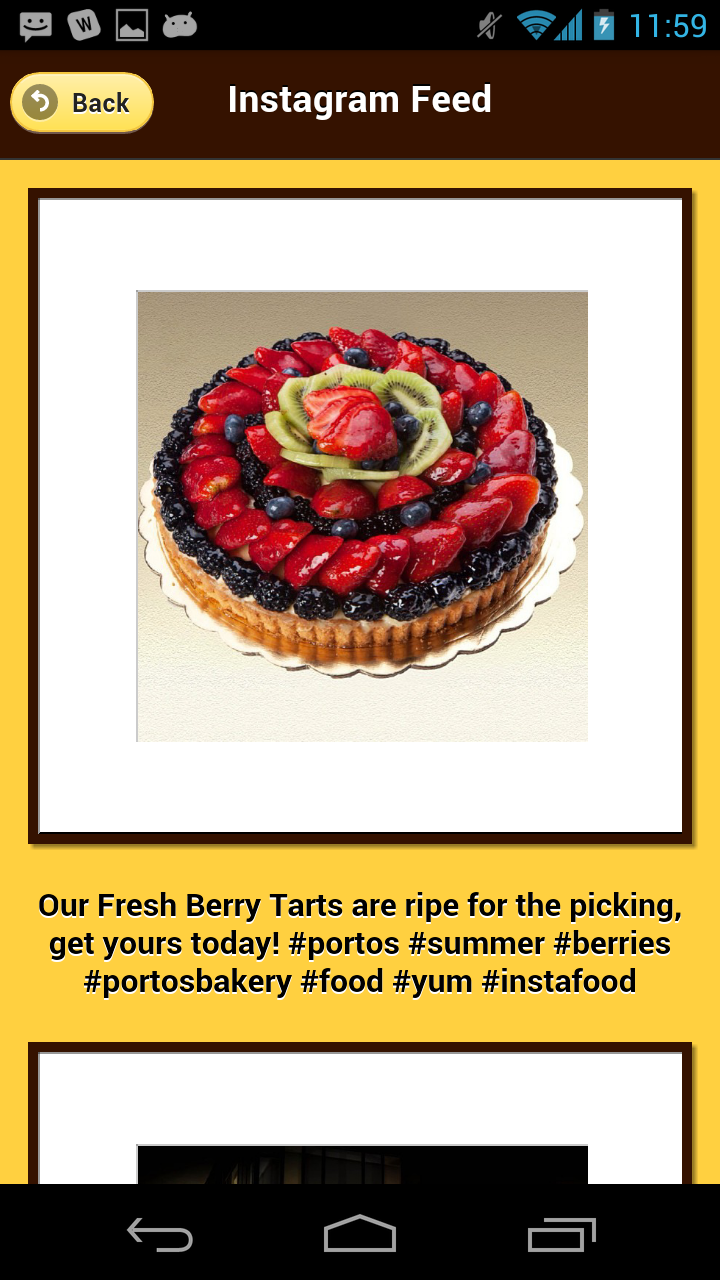 11:59
Back
Instagram Feed
Our Fresh Berry Tarts are ripe for the picking,
get yours today! #portos #summer #berries
#portosbakery #food #yum #instafood